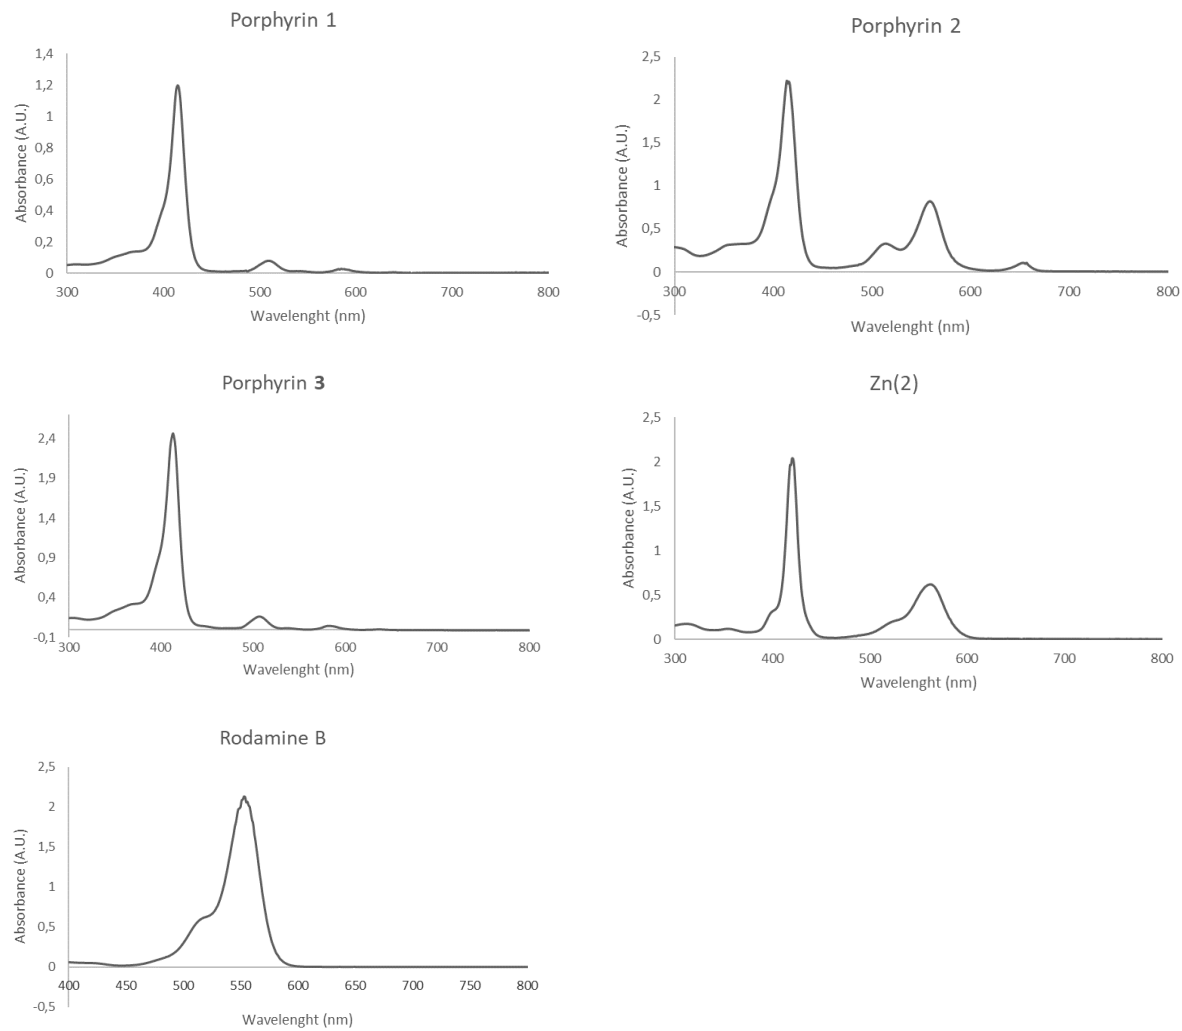 Porphyrin 1
1,4
1,2
1
0,8
0,6
0,4
0,2
0
Absorbance (A.U.)
300 400 500 600 700 800
Wavelenght (nm)
Porphyrin 2
2,5
2
1,5
1
0,5
0
-0,5
Absorbance (A.U.)
300 400 500 600 700 800
Wavelenght (nm)
Porphyrin 3
2,4
1,9
1,4
0,9
0,4
-0,1
Absorbance (A.U.)
300 400 500 600 700 800
Wavelenght (nm)
Zn(2)
2,5
2
1,5
1
0,5
0
Absorbance (A.U.)
300 400 500 600 700 800
Wavelenght (nm)
Rodamine B
2,5
2
1,5
1
0,5
0
-0,5
Absorbance (A.U.)
400 450 500 550 600 650 700 750 800
Wavelenght (nm)